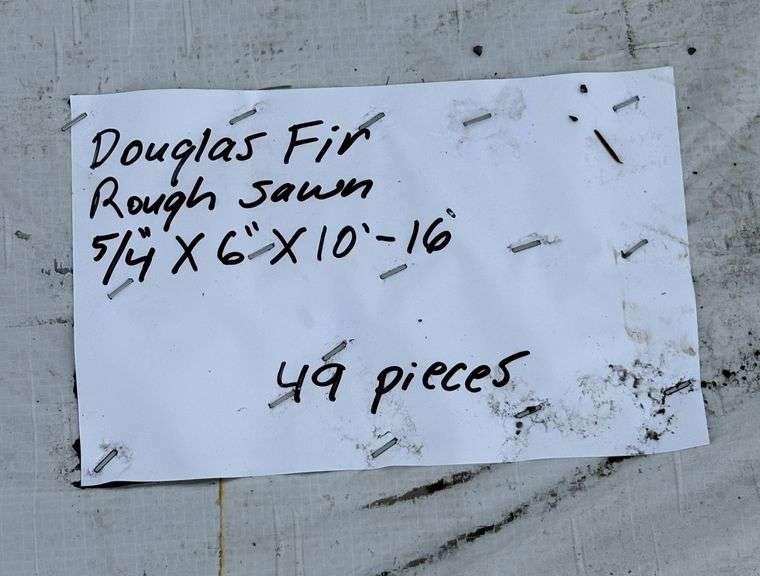 Douglas Fir
Rough sawn
5/4" X 6" X 10'-16'
49 pieces